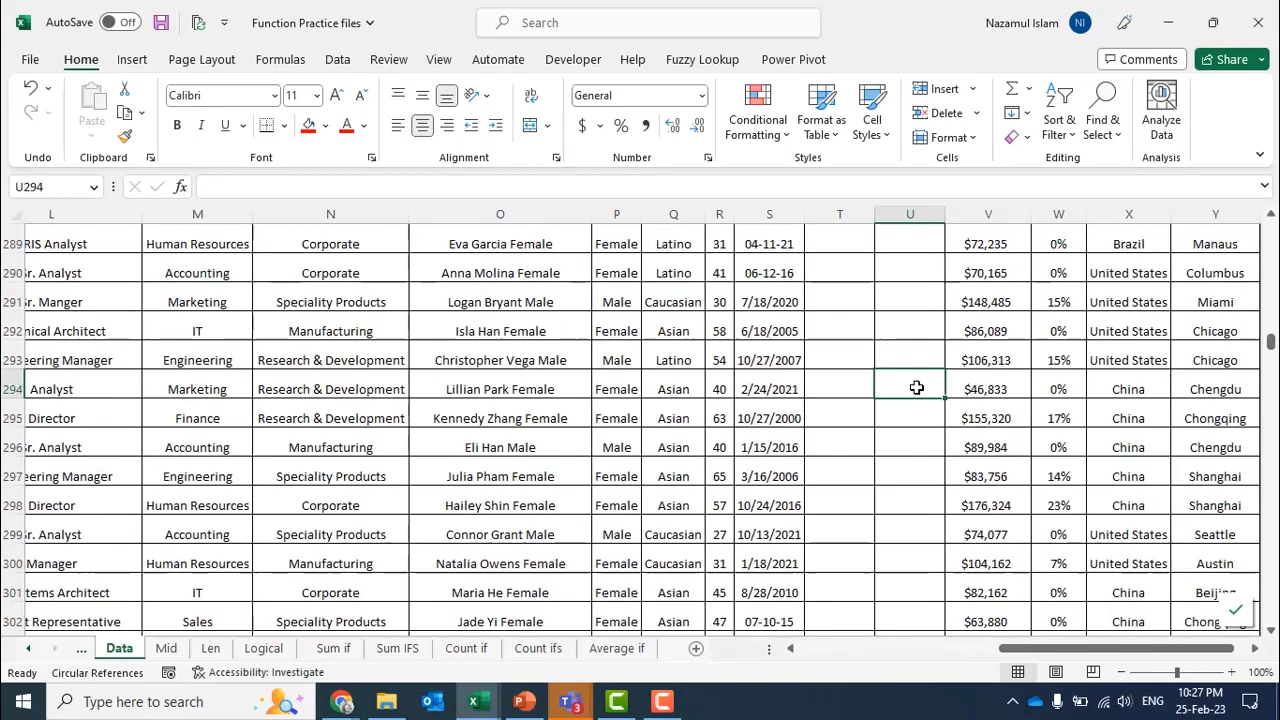 AutoSave Off Function Practice files Search Nazamul Islam NI
File Home Insert Page Layout Formulas Data Review View Automate Developer Help Fuzzy Lookup Power Pivot Comments Share
Calibri 11 General Insert
Paste Conditional Formatting Format as Table Cell Styles Delete Sort & Filter Find & Select Analyze Data
Format
Undo Clipboard Font Alignment Number Styles Cells Editing Analysis
U294
L M N O P Q R S T U V W X Y
289 RIS Analyst Human Resources Corporate Eva Garcia Female Female Latino 31 04-11-21 $72,235 0% Brazil Manaus
290 r. Analyst Accounting Corporate Anna Molina Female Female Latino 41 06-12-16 $70,165 0% United States Columbus
291 r. Manger Marketing Speciality Products Logan Bryant Male Male Caucasian 30 7/18/2020 $148,485 15% United States Miami
292 nical Architect IT Manufacturing Isla Han Female Female Asian 58 6/18/2005 $86,089 0% United States Chicago
293 eering Manager Engineering Research & Development Christopher Vega Male Male Latino 54 10/27/2007 $106,313 15% United States Chicago
294 Analyst Marketing Research & Development Lillian Park Female Female Asian 40 2/24/2021 $46,833 0% China Chengdu
295 Director Finance Research & Development Kennedy Zhang Female Female Asian 63 10/27/2000 $155,320 17% China Chongqing
296 r. Analyst Accounting Manufacturing Eli Han Male Male Asian 40 1/15/2016 $89,984 0% China Chengdu
297 eering Manager Engineering Speciality Products Julia Pham Female Female Asian 65 3/16/2006 $83,756 14% China Shanghai
298 Director Human Resources Corporate Hailey Shin Female Female Asian 57 10/24/2016 $176,324 23% China Shanghai
299 r. Analyst Accounting Speciality Products Connor Grant Male Male Caucasian 27 10/13/2021 $74,077 0% United States Seattle
300 Manager Human Resources Manufacturing Natalia Owens Female Female Caucasian 31 1/18/2021 $104,162 7% United States Austin
301 tems Architect IT Corporate Maria He Female Female Asian 45 8/28/2010 $82,162 0% China Beijing
302 t Representative Sales Speciality Products Jade Yi Female Female Asian 47 07-10-15 $63,880 0% China
... Data Mid Len Logical Sum if Sum IFS Count if Count ifs Average if
Ready Circular References Accessibility: Investigate 100%
Type here to search 3 ENG 10:27 PM
25-Feb-23